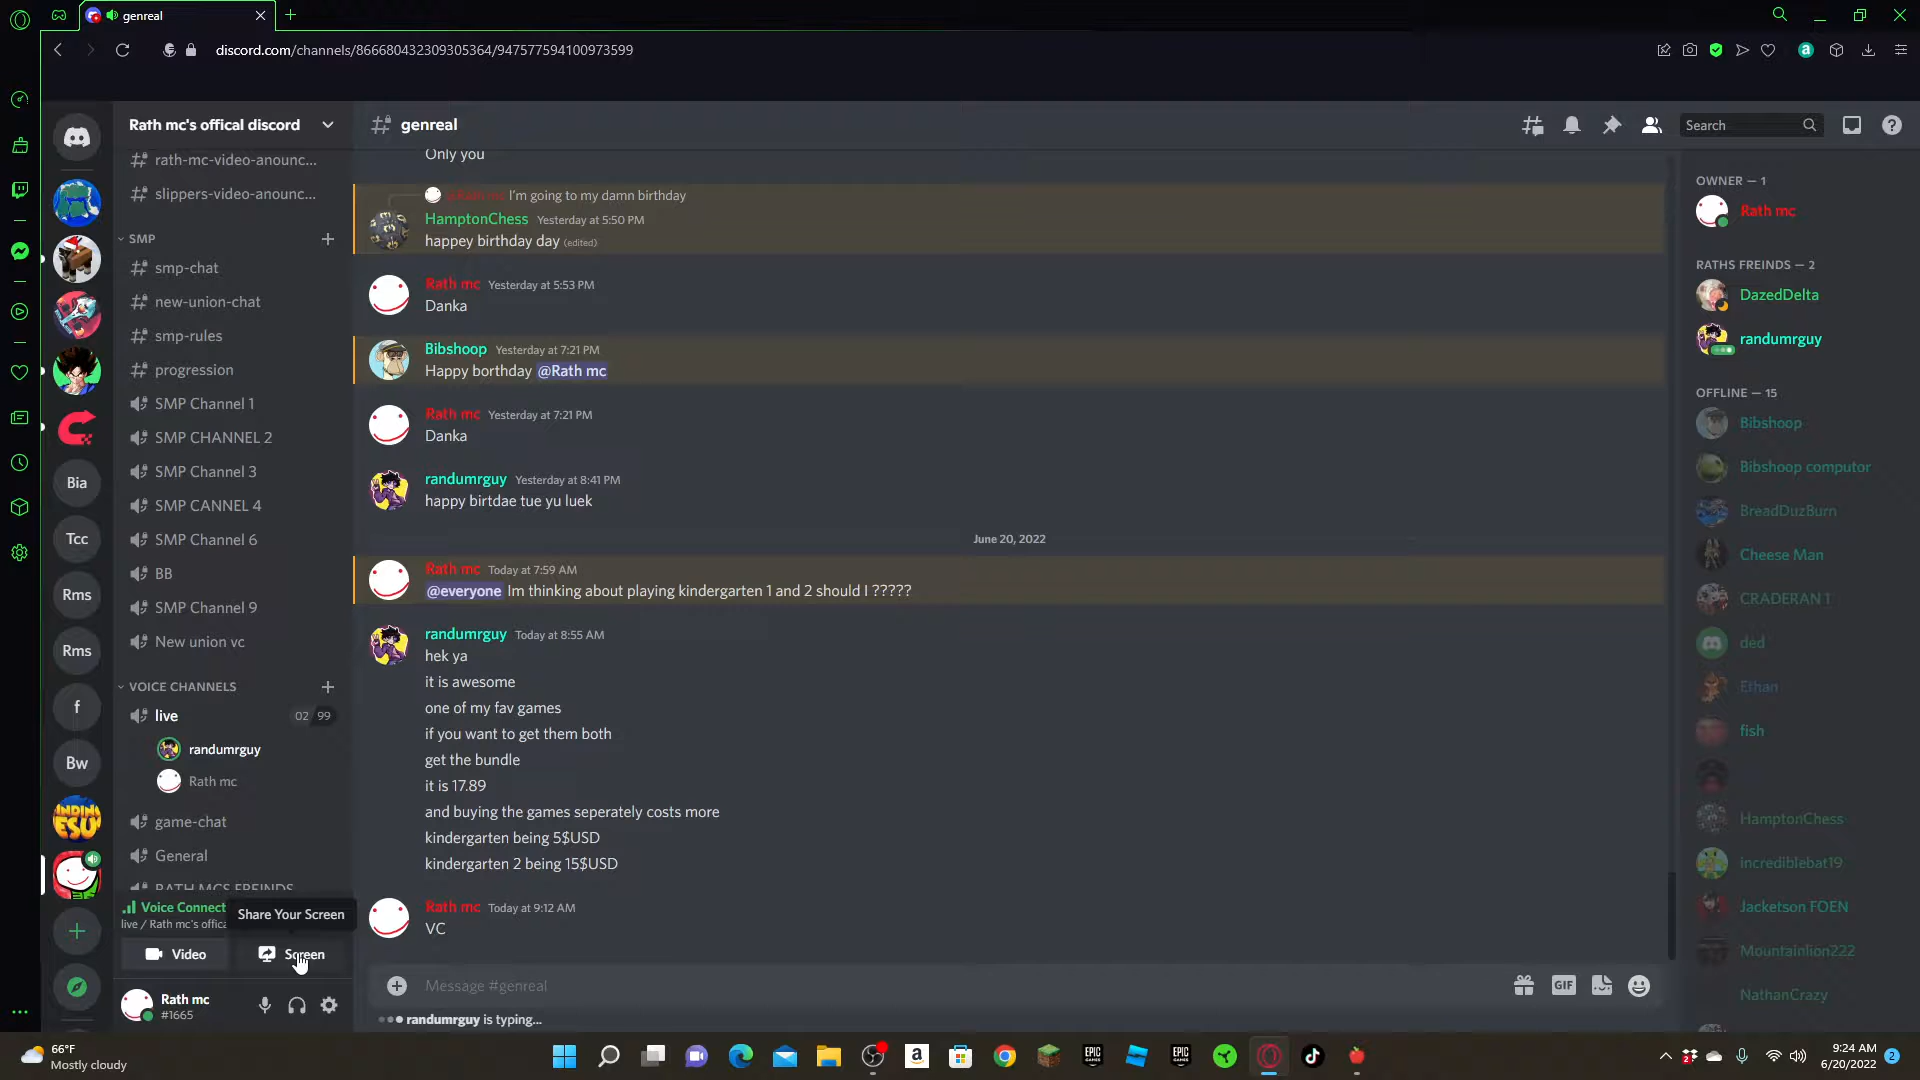 genreal
discord.com/channels/866680432309305364/947577594100973599
Rath mc's offical discord
genreal
Search
rath-mc-video-anounc...
slippers-video-anounc...
SMP
smp-chat
new-union-chat
smp-rules
progression
SMP Channel 1
SMP CHANNEL 2
SMP Channel 3
SMP CANNEL 4
SMP Channel 6
BB
SMP Channel 9
New union vc
VOICE CHANNELS
live 02 99
randumrguy
Rath mc
game-chat
General
RATH MCS FREINDS
Voice Connect
live / Rath mc's offica
Share Your Screen
Video
Screen
Rath mc
#1665
Bia
Tcc
Rms
Rms
f
Bw
Only you
@Rath mc I'm going to my damn birthday
HamptonChess Yesterday at 5:50 PM
happey birthday day (edited)
Rath mc Yesterday at 5:53 PM
Danka
Bibshoop Yesterday at 7:21 PM
Happy borthday @Rath mc
Rath mc Yesterday at 7:21 PM
Danka
randumrguy Yesterday at 8:41 PM
happy birtdae tue yu luek
June 20, 2022
Rath mc Today at 7:59 AM
@everyone Im thinking about playing kindergarten 1 and 2 should I ?????
randumrguy Today at 8:55 AM
hek ya
it is awesome
one of my fav games
if you want to get them both
get the bundle
it is 17.89
and buying the games seperately costs more
kindergarten being 5$USD
kindergarten 2 being 15$USD
Rath mc Today at 9:12 AM
VC
Message #genreal
GIF
randumrguy is typing...
OWNER — 1
Rath mc
RATHS FREINDS — 2
DazedDelta
randumrguy
OFFLINE — 15
Bibshoop
Bibshoop computor
BreadDuzBurn
Cheese Man
CRADERAN 1
ded
Ethan
fish
HamptonChess
incrediblebat19
Jacketson FOEN
Mountainlion222
NathanCrazy
66°F
Mostly cloudy
EPIC
GAMES
EPIC
GAMES
9:24 AM
6/20/2022
2